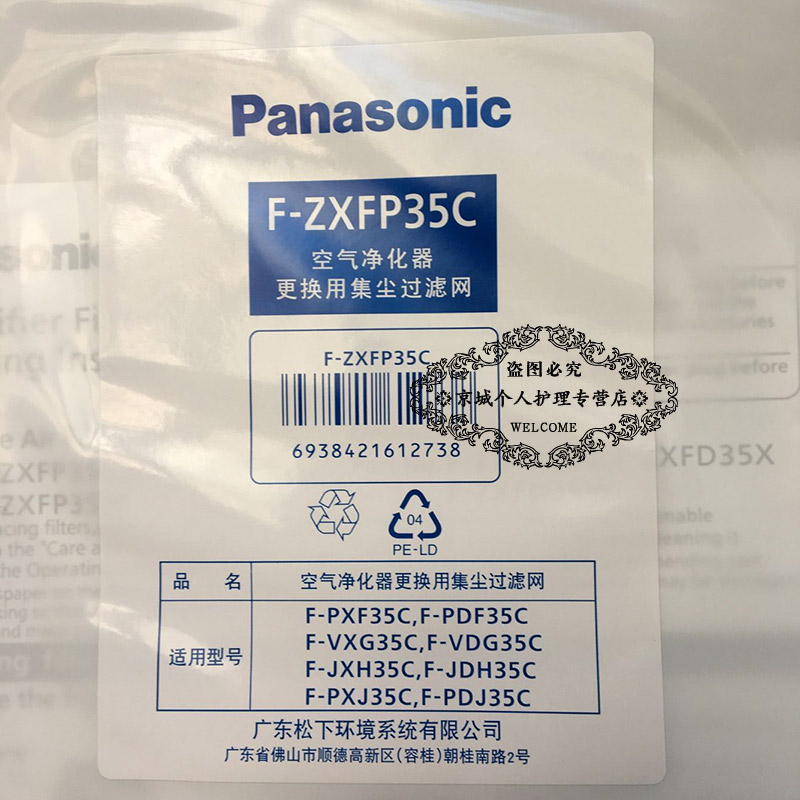 Panasonic
F-ZXFP35C
空气净化器
更换用集尘过滤网
F-ZXFP35C
6938421612738
盗图必究
京城个人护理专营店
WELCOME
04
PE-LD
品 名 空气净化器更换用集尘过滤网
适用型号
F-PXF35C,F-PDF35C
F-VXG35C,F-VDG35C
F-JXH35C,F-JDH35C
F-PXJ35C,F-PDJ35C
广东松下环境系统有限公司
广东省佛山市顺德高新区(容桂)朝桂南路2号
XFD35X